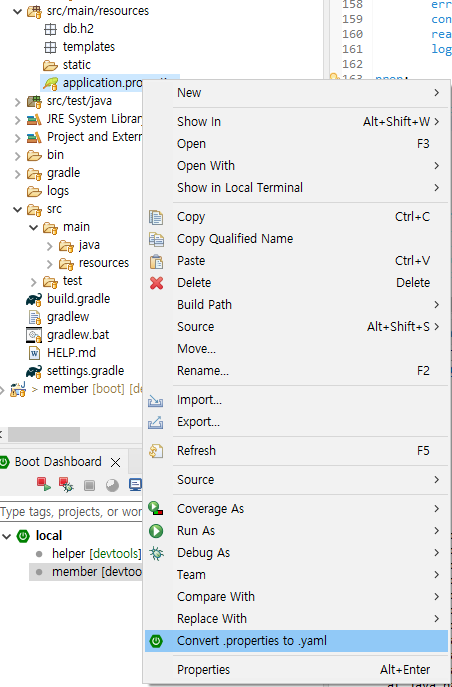 src/main/resources
db.h2
templates
static
application.prop
src/test/java
JRE System Library
Project and Extern
bin
gradle
logs
src
main
java
resources
test
build.gradle
gradlew
gradlew.bat
HELP.md
settings.gradle
> member [boot] [de
158 err
159 con
160 rea
161 log
162
163 prop:
New
Show In Alt+Shift+W
Open F3
Open With
Show in Local Terminal
Copy Ctrl+C
Copy Qualified Name
Paste Ctrl+V
Delete Delete
Build Path
Source Alt+Shift+S
Move...
Rename... F2
Import...
Export...
Refresh F5
Source
Coverage As
Run As
Debug As
Team
Compare With
Replace With
Convert .properties to .yaml
Properties Alt+Enter
Boot Dashboard
Type tags, projects, or wor
local
helper [devtools]
member [devtoo